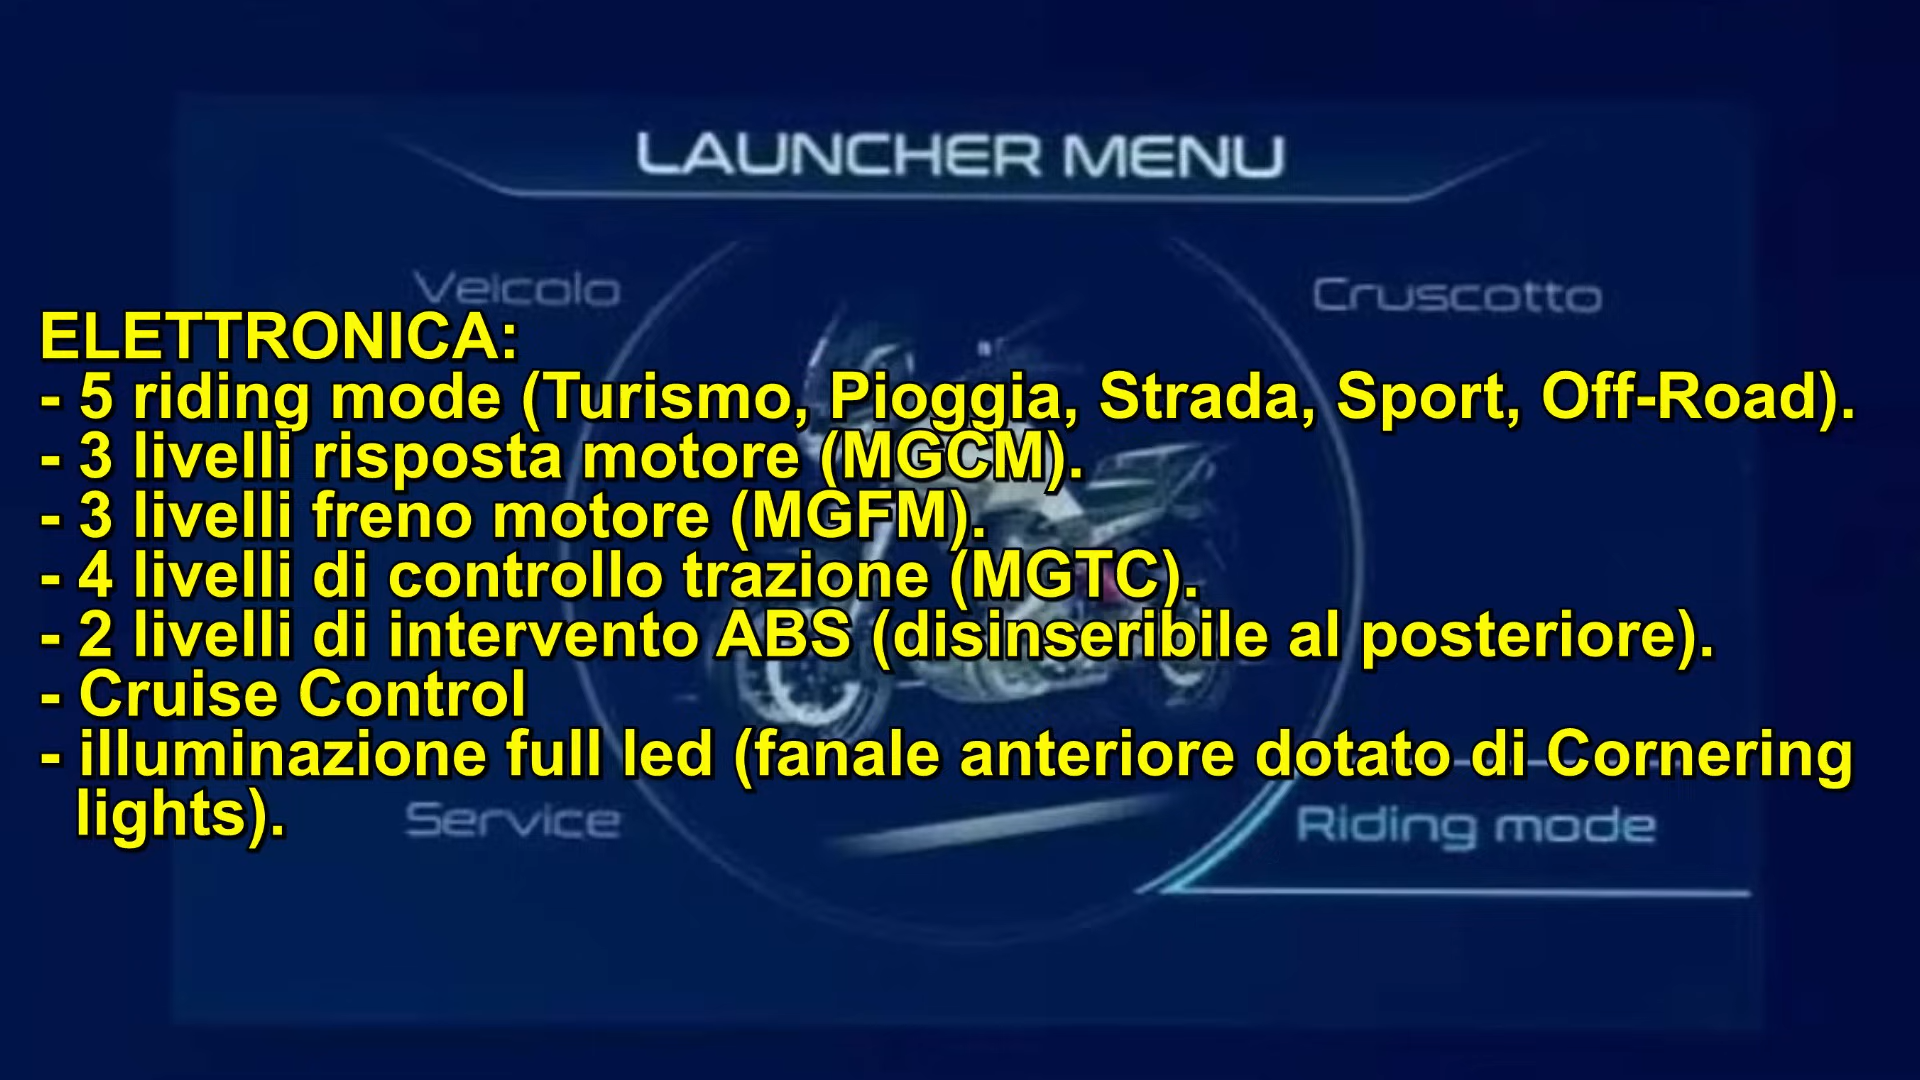 LAUNCHER MENU
Veicolo
Cruscotto
ELETTRONICA:
- 5 riding mode (Turismo, Pioggia, Strada, Sport, Off-Road).
- 3 livelli risposta motore (MGCM).
- 3 livelli freno motore (MGFM).
- 4 livelli di controllo trazione (MGTC).
- 2 livelli di intervento ABS (disinseribile al posteriore).
- Cruise Control
- illuminazione full led (fanale anteriore dotato di Cornering
lights).
Service
Riding mode